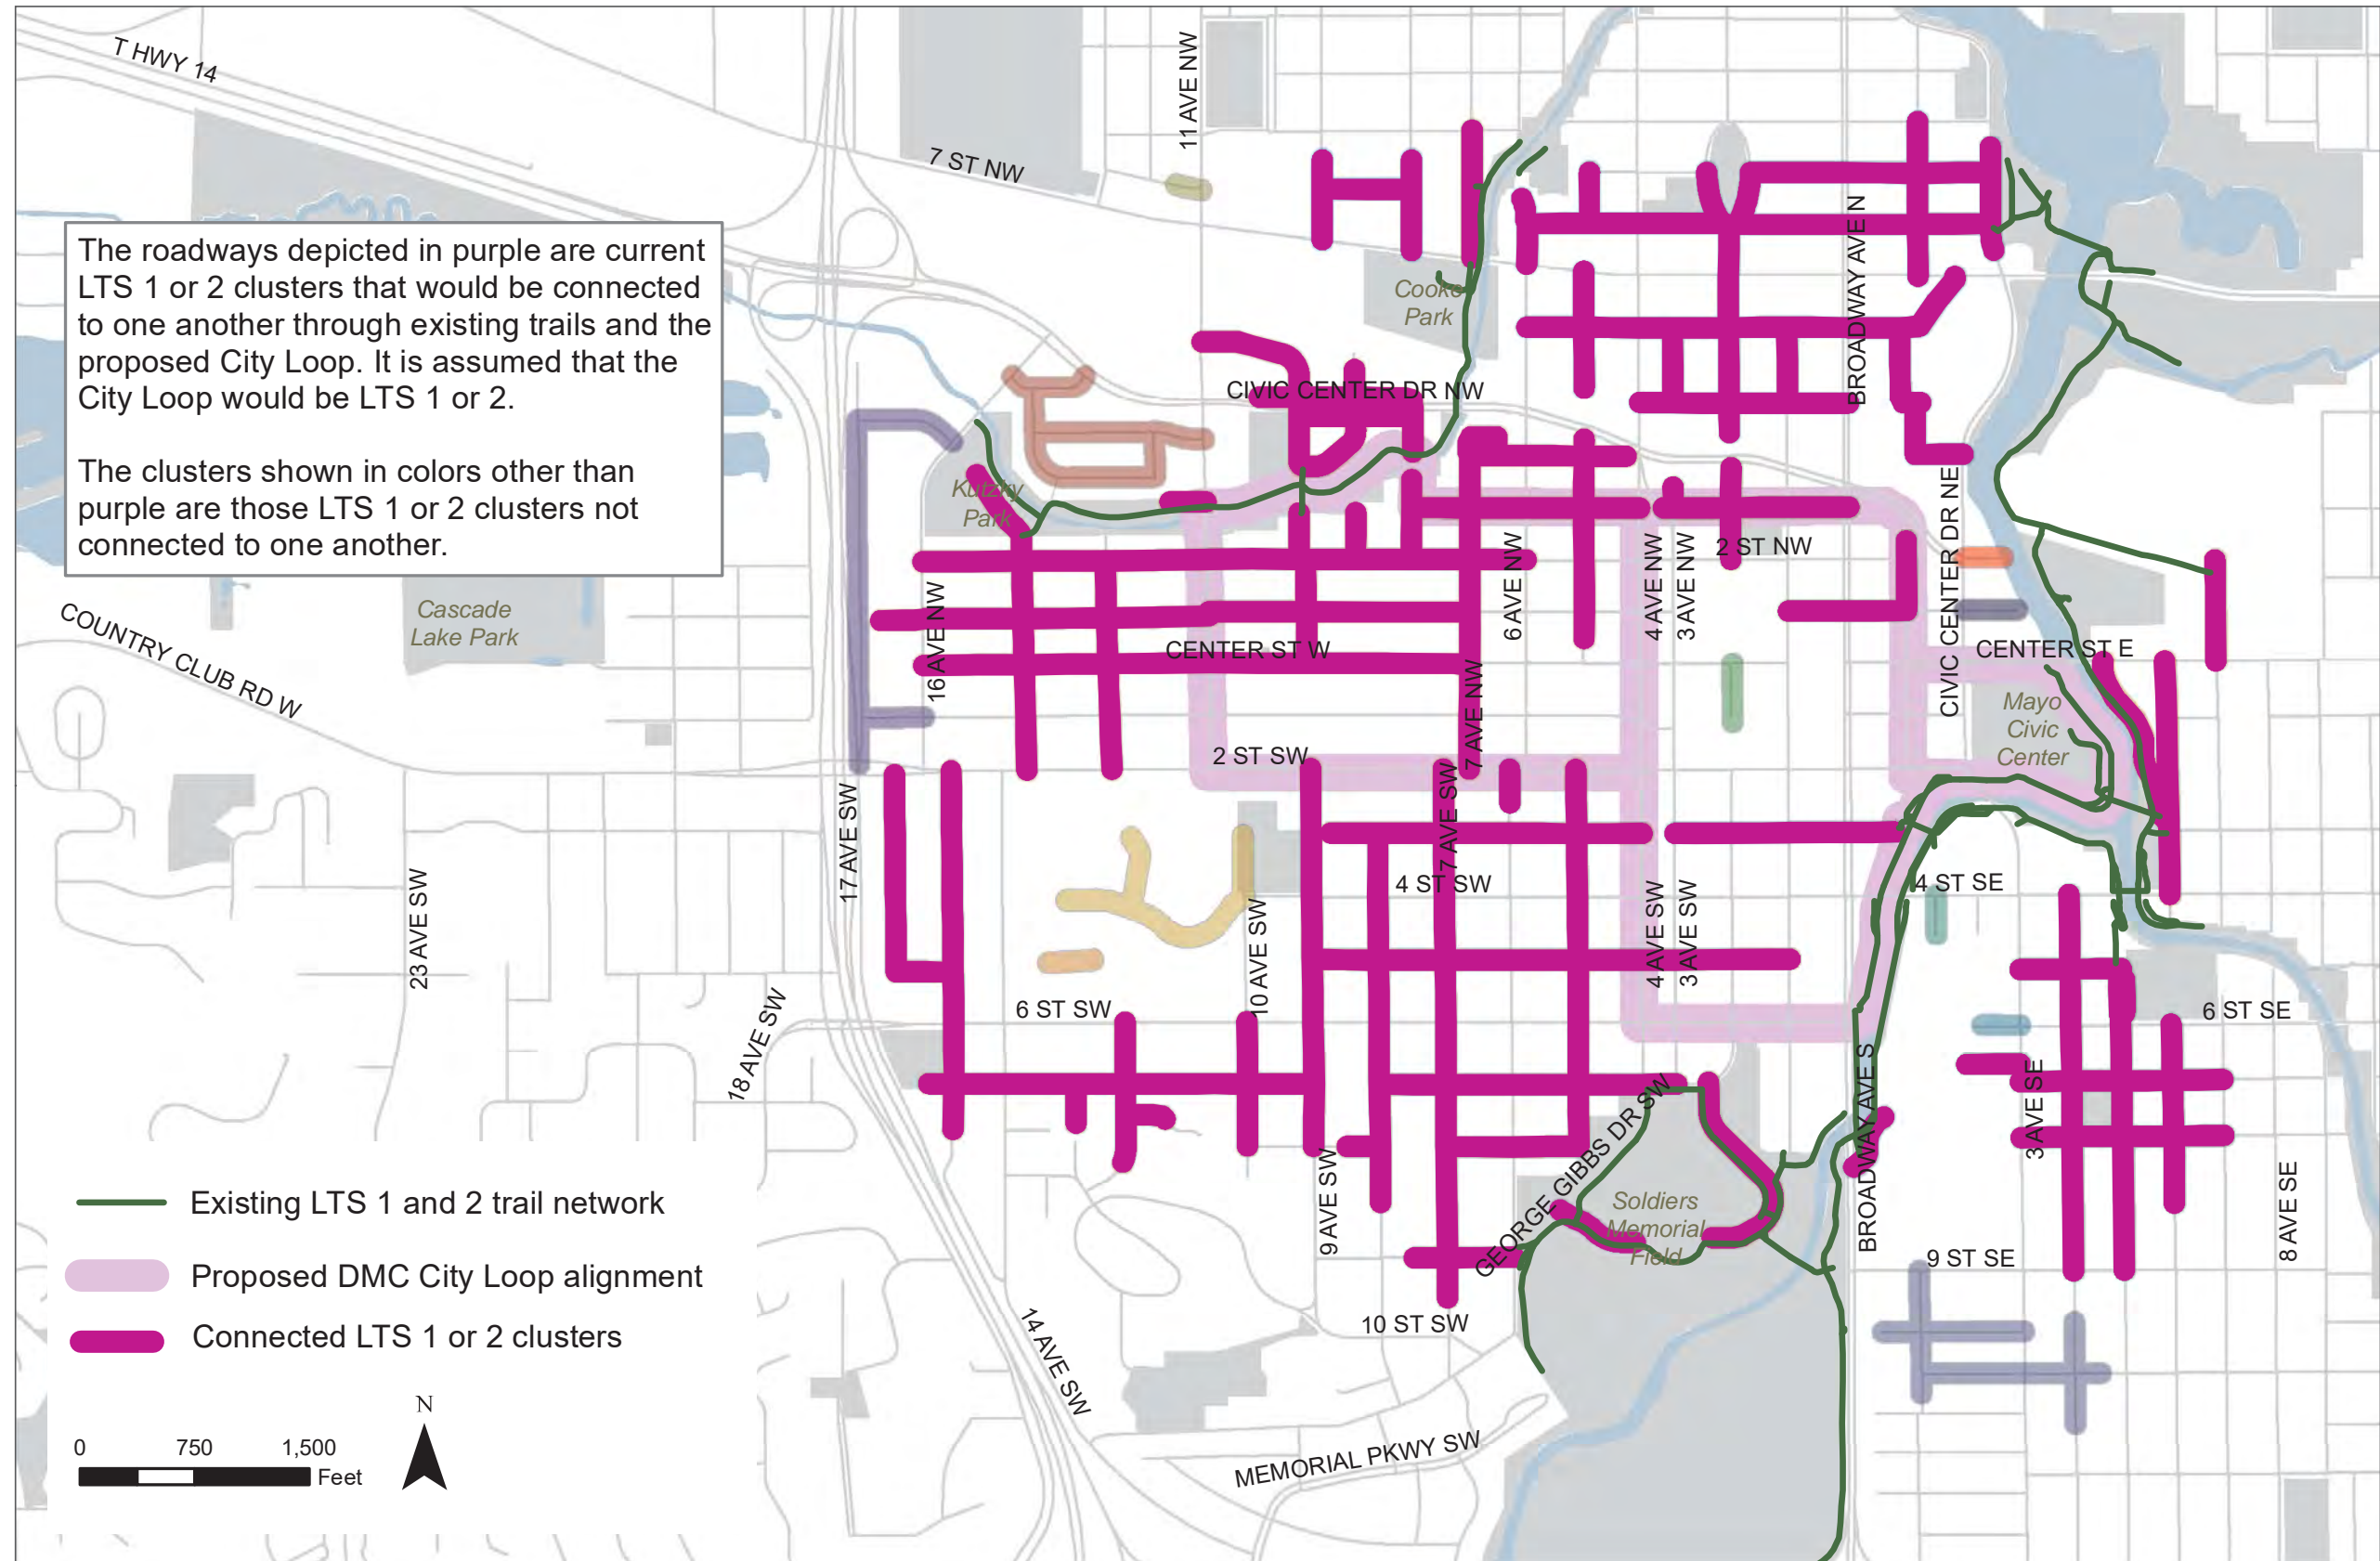 T HWY 14
7 ST NW
11 AVE NW
The roadways depicted in purple are current
LTS 1 or 2 clusters that would be connected
to one another through existing trails and the
proposed City Loop. It is assumed that the
City Loop would be LTS 1 or 2.
The clusters shown in colors other than
purple are those LTS 1 or 2 clusters not
connected to one another.
BROADWAY AVE N
Cooke
Park
CIVIC CENTER DR NW
Kutzky
Park
2 ST NW
6 AVE NW
4 AVE NW
3 AVE NW
CIVIC CENTER DR NE
Cascade
Lake Park
COUNTRY CLUB RD W
16 AVE NW
CENTER ST W
CENTER ST E
7 AVE NW
Mayo
Civic
Center
2 ST SW
17 AVE SW
7 AVE SW
4 ST SW
4 ST SE
23 AVE SW
10 AVE SW
4 AVE SW
3 AVE SW
6 ST SW
6 ST SE
18 AVE SW
GEORGE GIBBS DR SW
BROADWAY AVE S
3 AVE SE
9 AVE SW
Soldiers
Memorial
Field
8 AVE SE
9 ST SE
10 ST SW
14 AVE SW
MEMORIAL PKWY SW
Existing LTS 1 and 2 trail network
Proposed DMC City Loop alignment
Connected LTS 1 or 2 clusters
N
0 750 1,500
Feet